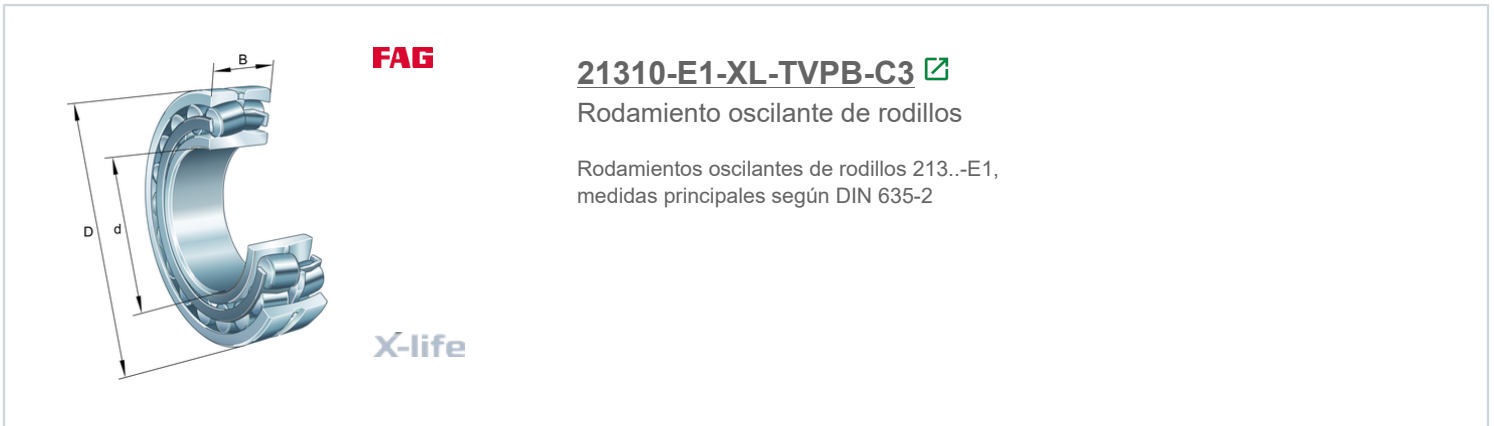 B
FAG
D
d
X-life
21310-E1-XL-TVPB-C3
Rodamiento oscilante de rodillos
Rodamientos oscilantes de rodillos 213..-E1,
medidas principales según DIN 635-2